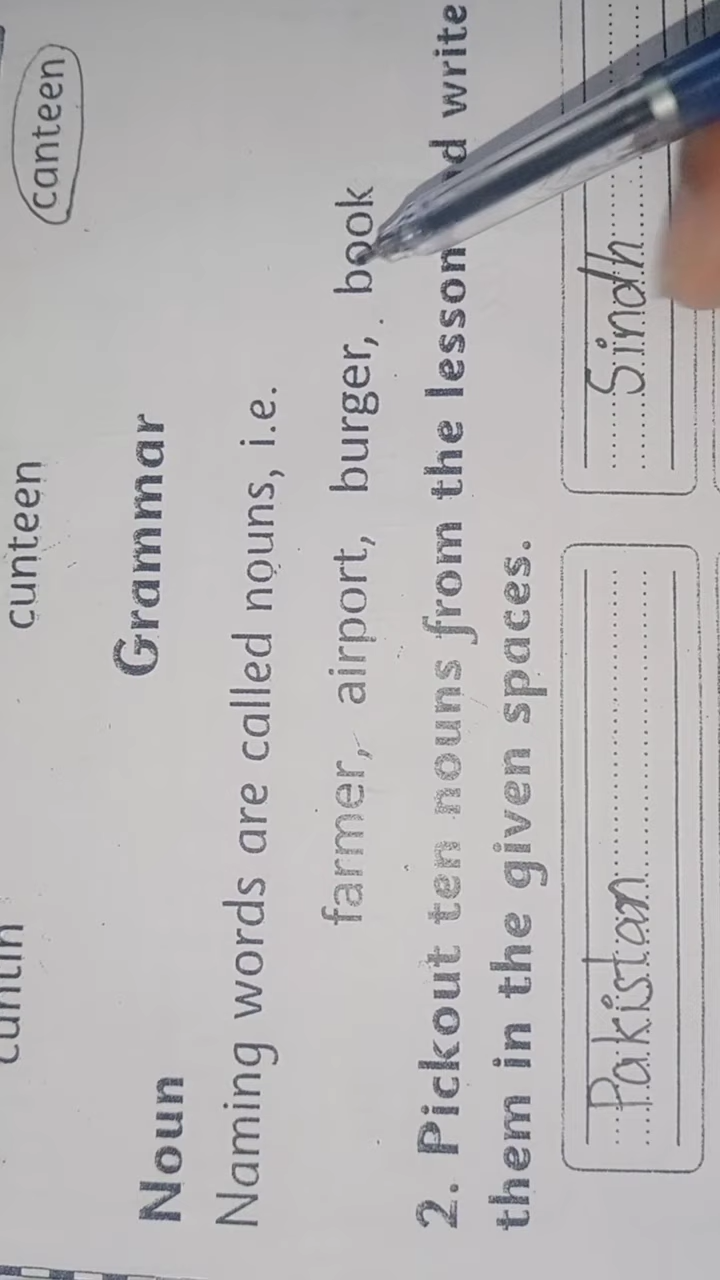 cunteen canteen
Grammar
Noun
Naming words are called nouns, i.e.
farmer, airport, burger, book
2. Pickout ten nouns from the lesson write
them in the given spaces.
Pakistan Sindh